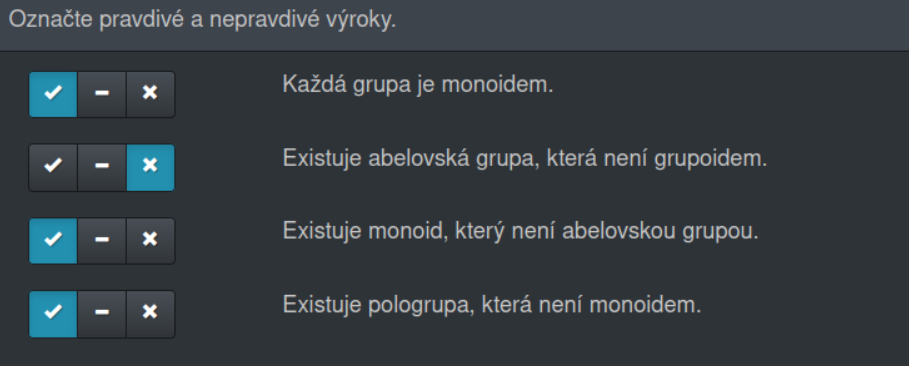 Označte pravdivé a nepravdivé výroky.
Každá grupa je monoidem.
Existuje abelovská grupa, která není grupoidem.
Existuje monoid, který není abelovskou grupou.
Existuje pologrupa, která není monoidem.